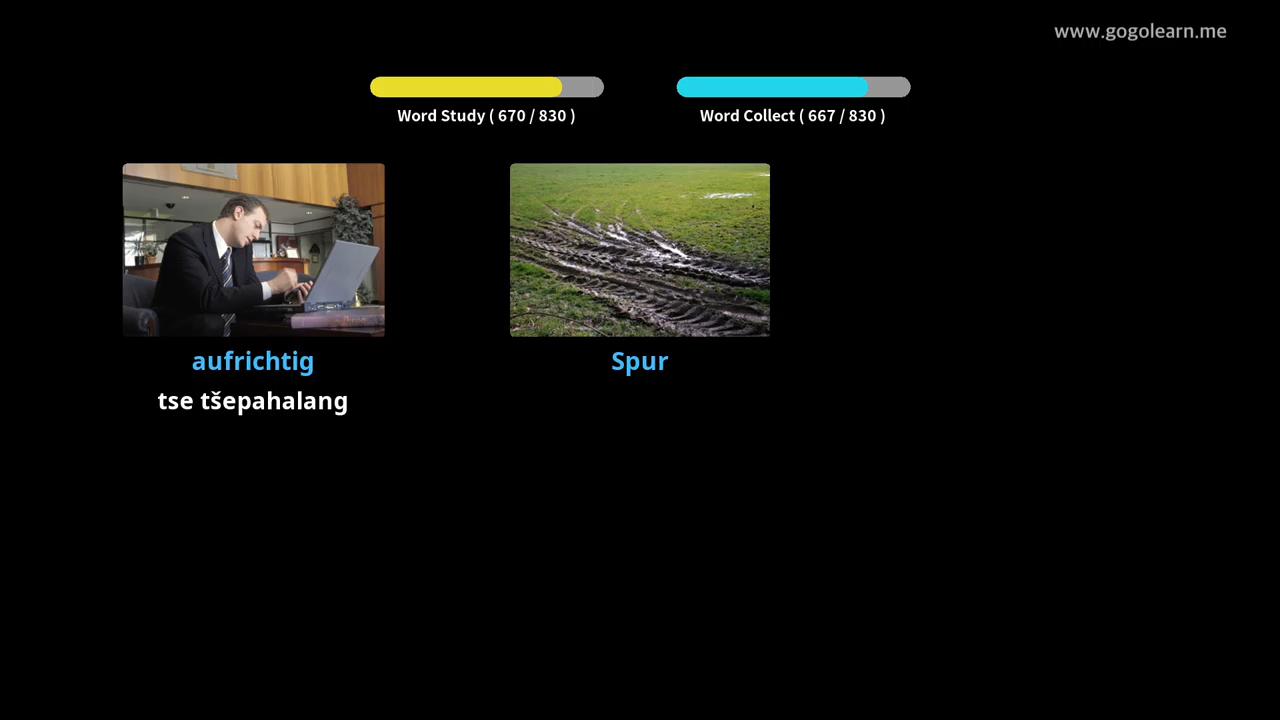 www.gogolearn.me
Word Study ( 670 / 830 )
Word Collect ( 667 / 830 )
aufrichtig
tse tšepahalang
Spur